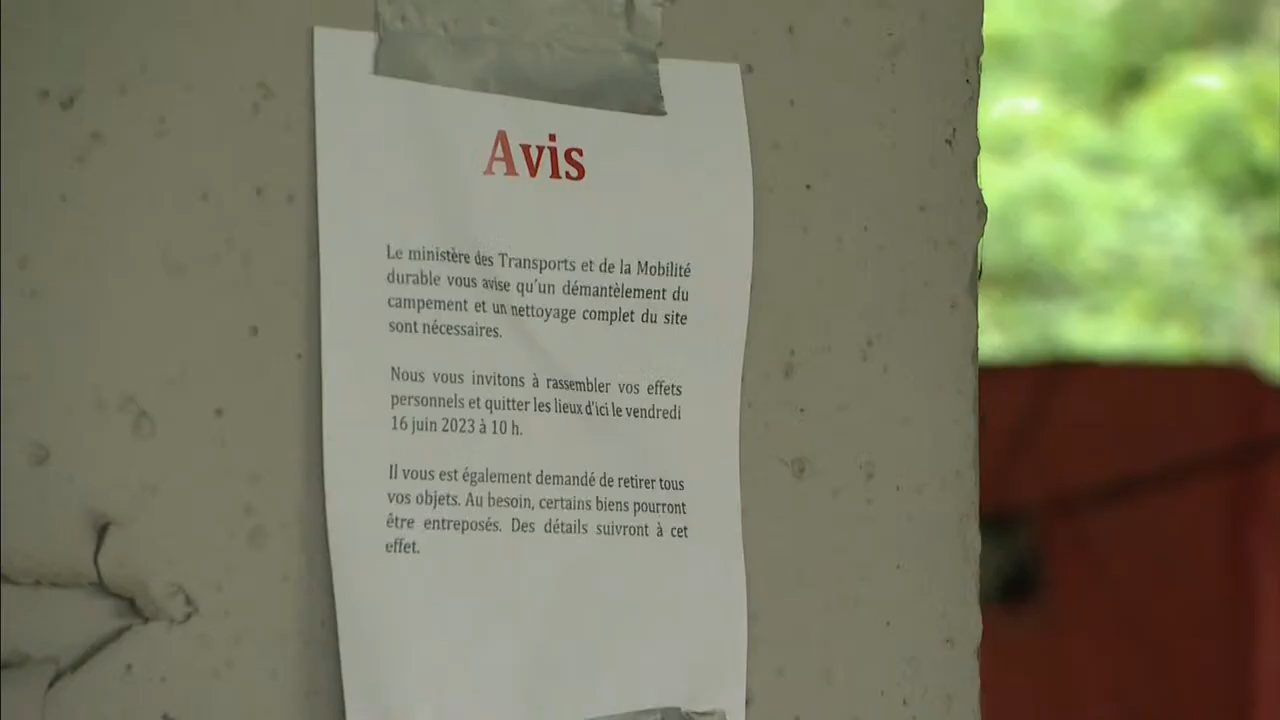 Avis
Le ministère des Transports et de la Mobilité
durable vous avise qu'un démantèlement du
campement et un nettoyage complet du site
sont nécessaires.
Nous vous invitons à rassembler vos effets
personnels et quitter les lieux d'ici le vendredi
16 juin 2023 à 10 h.
Il vous est également demandé de retirer tous
vos objets. Au besoin, certains biens pourront
être entreposés. Des détails suivront à cet
effet.